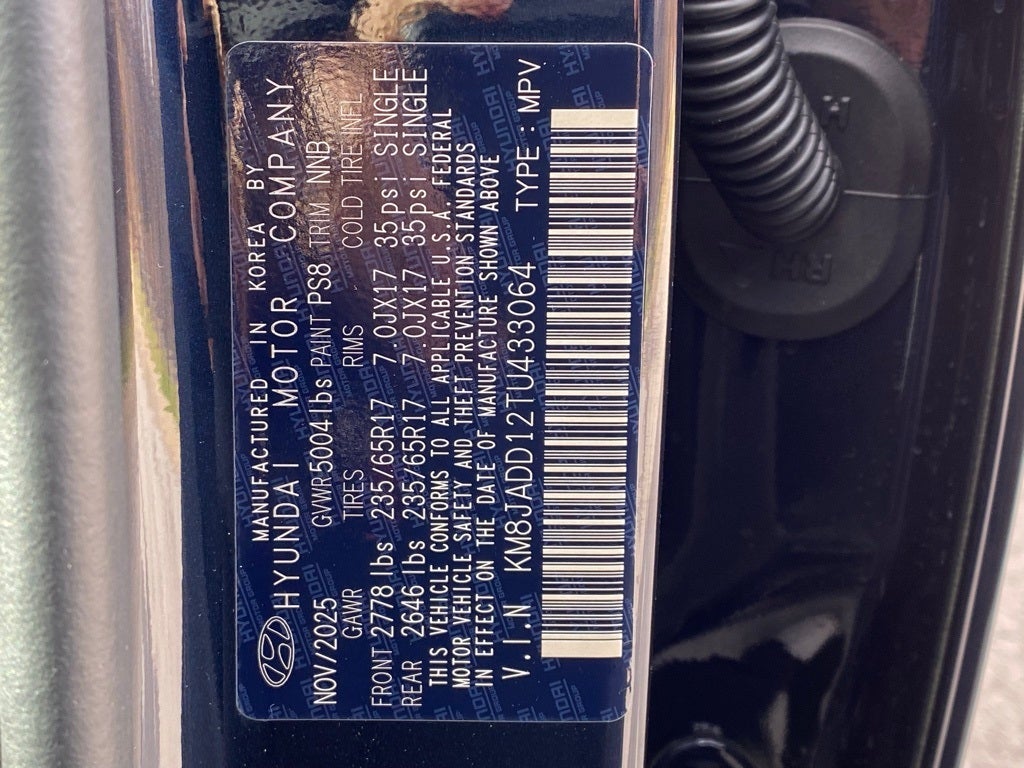 MANUFACTURED IN KOREA BY
HYUNDAI MOTOR COMPANY
NOV/2025 GVWR 5004 lbs PAINT PS8 TRIM NNB
GAWR TIRES RIMS COLD TIRE INFL
FRONT 2778 lbs 235/65R17 7.0JX17 35psi SINGLE
REAR 2646 lbs 235/65R17 7.0JX17 35psi SINGLE
THIS VEHICLE CONFORMS TO ALL APPLICABLE U.S.A. FEDERAL
MOTOR VEHICLE SAFETY AND THEFT PREVENTION STANDARDS
IN EFFECT ON THE DATE OF MANUFACTURE SHOWN ABOVE
V.I.N KM8JADD12TU433064 TYPE : MPV
RH